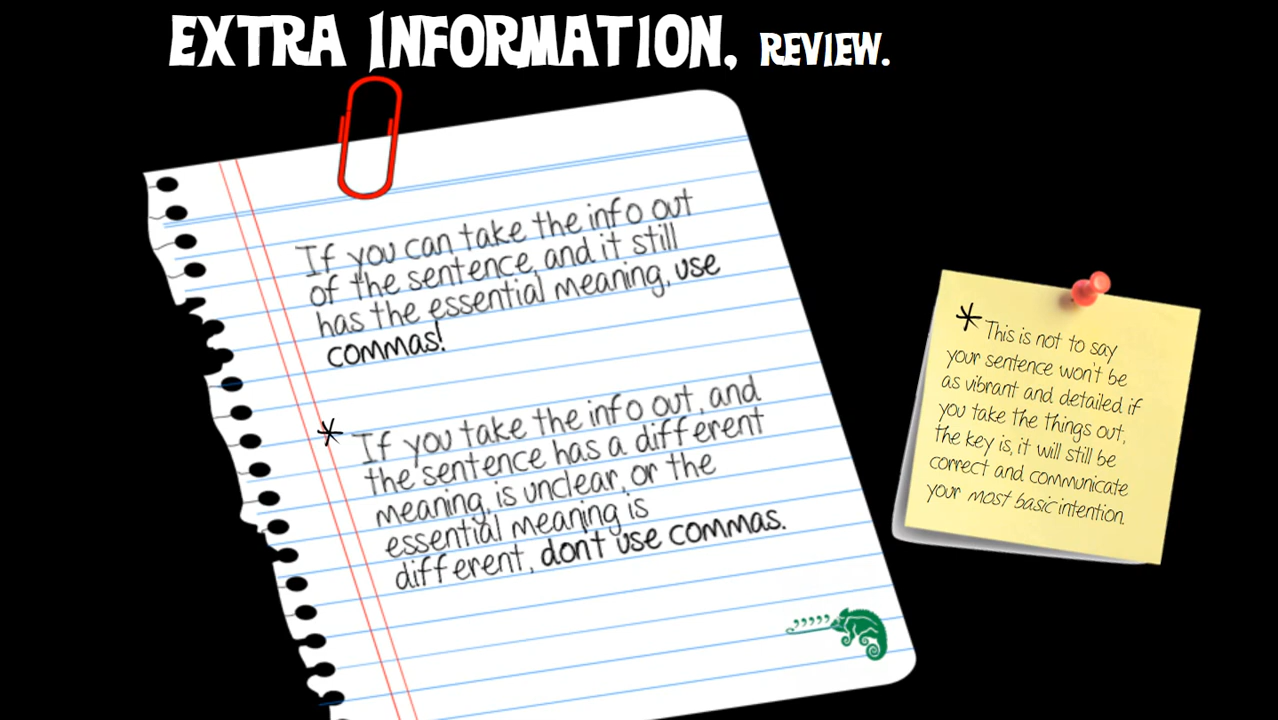 EXTRA INFORMATION, REVIEW.
If you can take the info out
of the sentence, and it still
has the essential meaning, use
commas!
* If you take the info out, and
the sentence has a different
meaning, is unclear, or the
essential meaning is
different, dont use commas.
* This is not to say
your sentence won't be
as vibrant and detailed if
you take the things out,
the key is, it will still be
correct and communicate
your most basic intention.